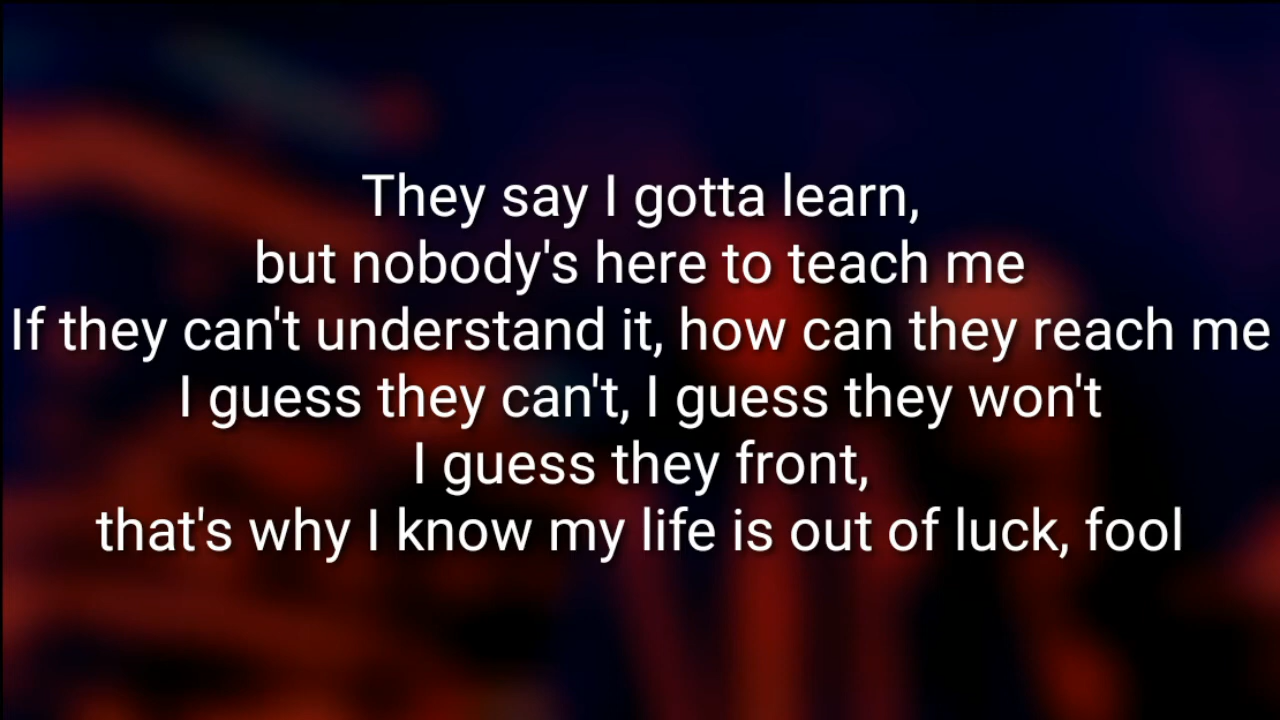 They say I gotta learn,
but nobody's here to teach me
If they can't understand it, how can they reach me
I guess they can't, I guess they won't
I guess they front,
that's why I know my life is out of luck, fool